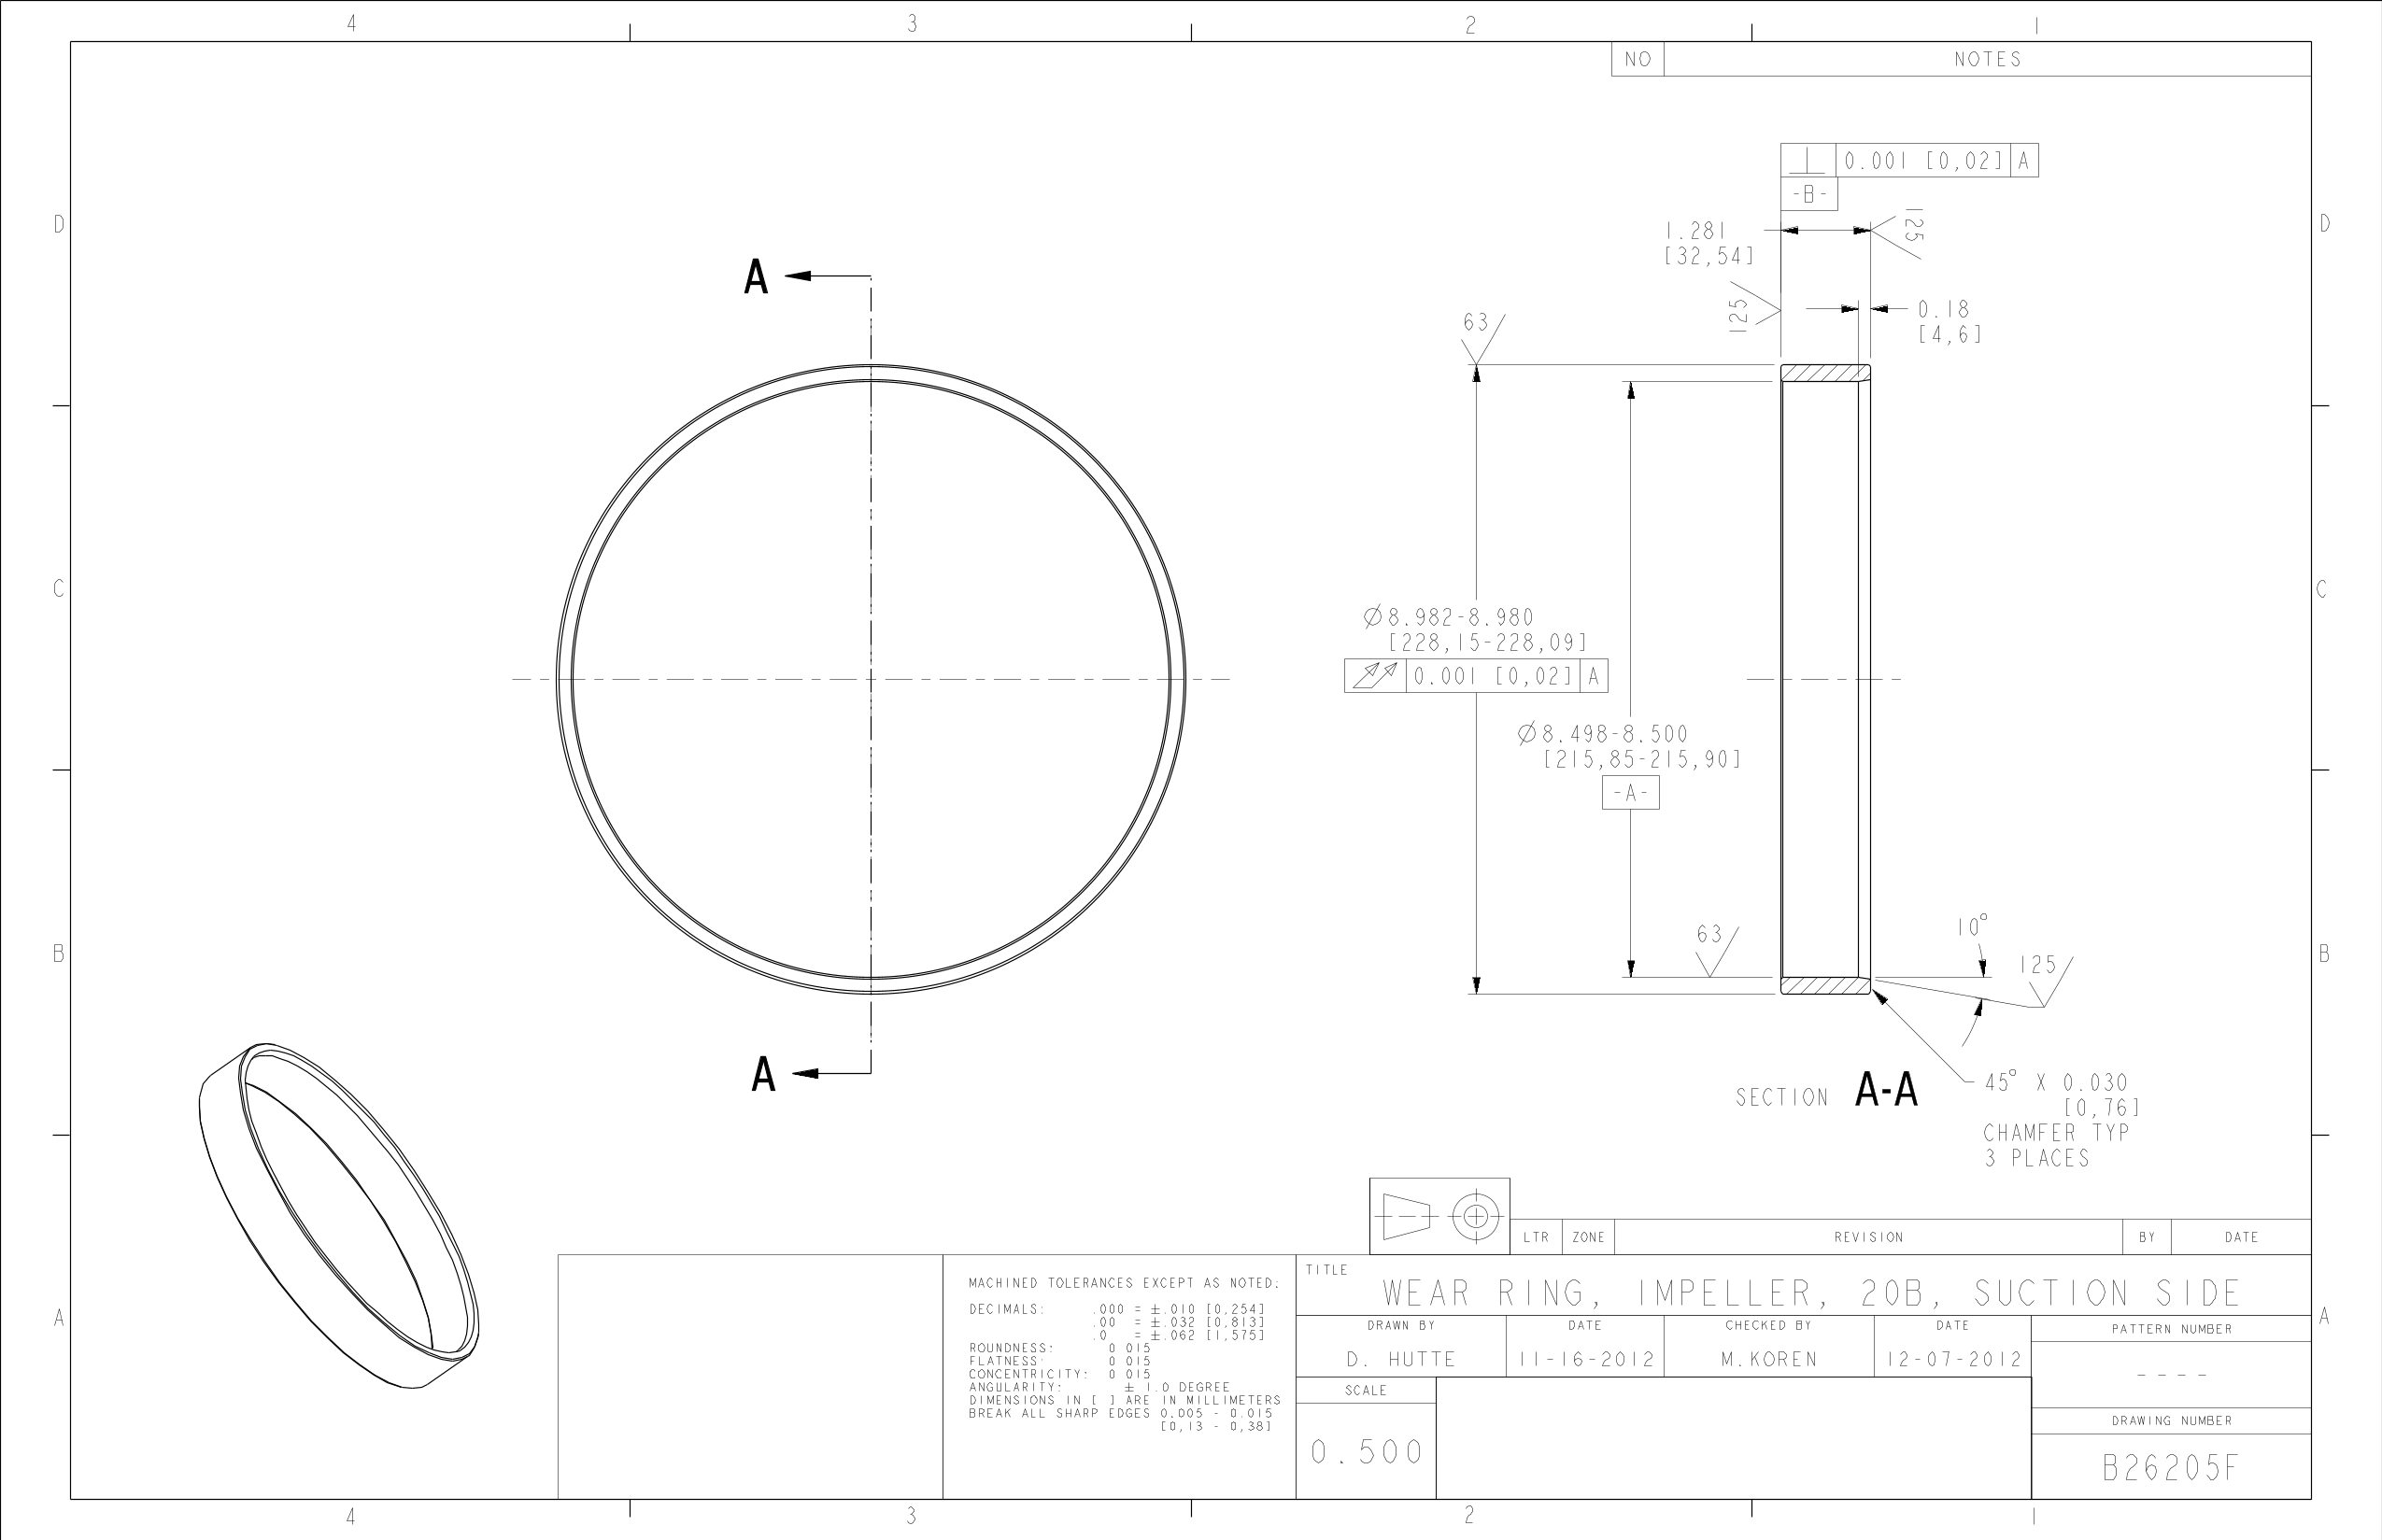 4
3
2
1
NO NOTES
⊥ 0.001 [0,02] A
-B-
D
D
1.281
[32,54]
125
A
125
0.18
[4,6]
63
C
C
Ø8.982-8.980
[228,15-228,09]
0.001 [0,02] A
Ø8.498-8.500
[215,85-215,90]
-A-
10°
63
B
B
125
A
SECTION A-A
45° X 0.030
[0,76]
CHAMFER TYP
3 PLACES
LTR ZONE REVISION BY DATE
MACHINED TOLERANCES EXCEPT AS NOTED:
DECIMALS: .000 = ±.010 [0,254]
.00 = ±.032 [0,813]
.0 = ±.062 [1,575]
ROUNDNESS: 0.015
FLATNESS: 0.015
CONCENTRICITY: 0.015
ANGULARITY: ± 1.0 DEGREE
DIMENSIONS IN [ ] ARE IN MILLIMETERS
BREAK ALL SHARP EDGES 0.005 - 0.015
[0,13 - 0,38]
TITLE
WEAR RING, IMPELLER, 20B, SUCTION SIDE
A
A
DRAWN BY DATE CHECKED BY DATE PATTERN NUMBER
D. HUTTE 11-16-2012 M.KOREN 12-07-2012
----
SCALE
0.500
DRAWING NUMBER
B26205F
4
3
2
1